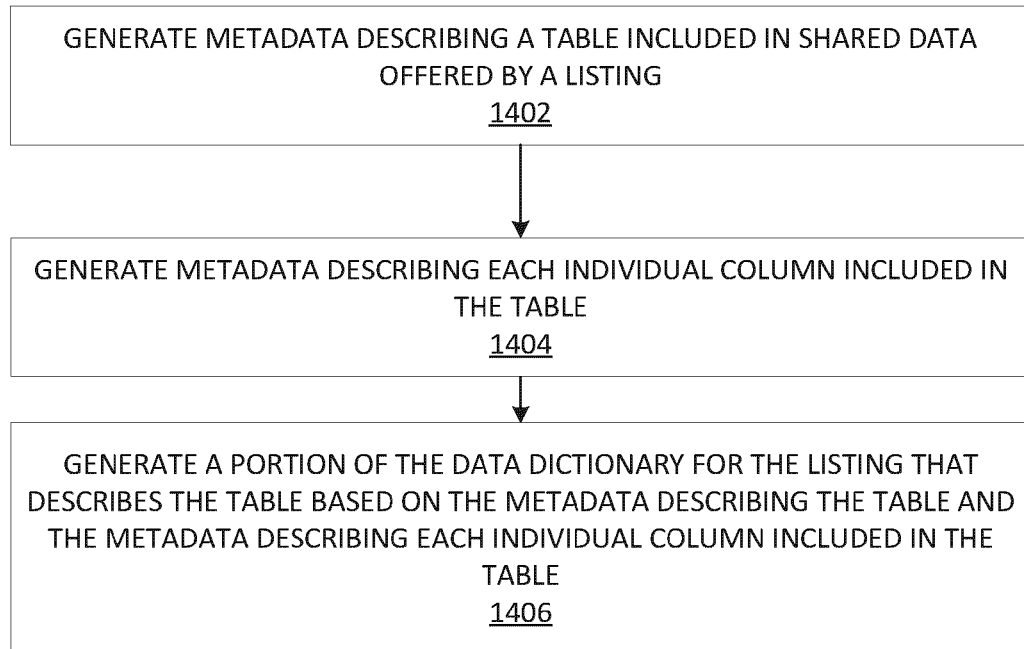 GENERATE METADATA DESCRIBING A TABLE INCLUDED IN SHARED DATA
OFFERED BY A LISTING
1402
GENERATE METADATA DESCRIBING EACH INDIVIDUAL COLUMN INCLUDED IN
THE TABLE
1404
GENERATE A PORTION OF THE DATA DICTIONARY FOR THE LISTING THAT
DESCRIBES THE TABLE BASED ON THE METADATA DESCRIBING THE TABLE AND
THE METADATA DESCRIBING EACH INDIVIDUAL COLUMN INCLUDED IN THE
TABLE
1406